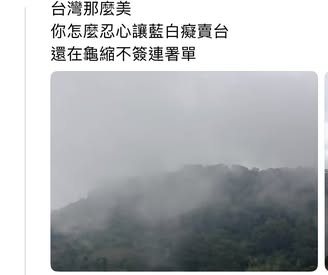 台灣那麼美
你怎麼忍心讓藍白癡賣台
還在龜縮不簽連署單